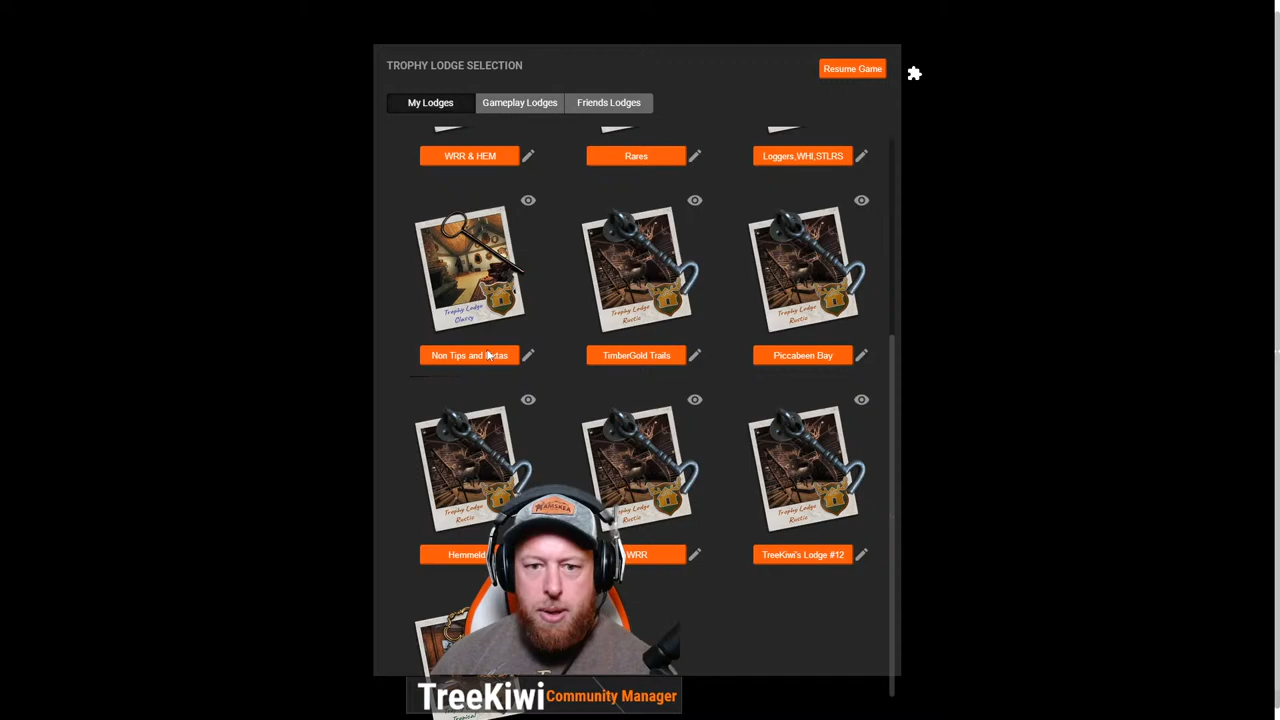 TROPHY LODGE SELECTION
Resume Game
My Lodges
Gameplay Lodges
Friends Lodges
WRR & HEM
Rares
Loggers,WHI,STLRS
Trophy Lodge
Classy
Trophy Lodge
Rustic
Trophy Lodge
Rustic
Non Tips and
TimberGold Trails
Piccabeen Bay
Trophy Lodge
Rustic
Trophy Lodge
Rustic
Trophy Lodge
Rustic
WRR
TreeKiwi's Lodge #12
TreeKiwi
Community Manager
Tropical